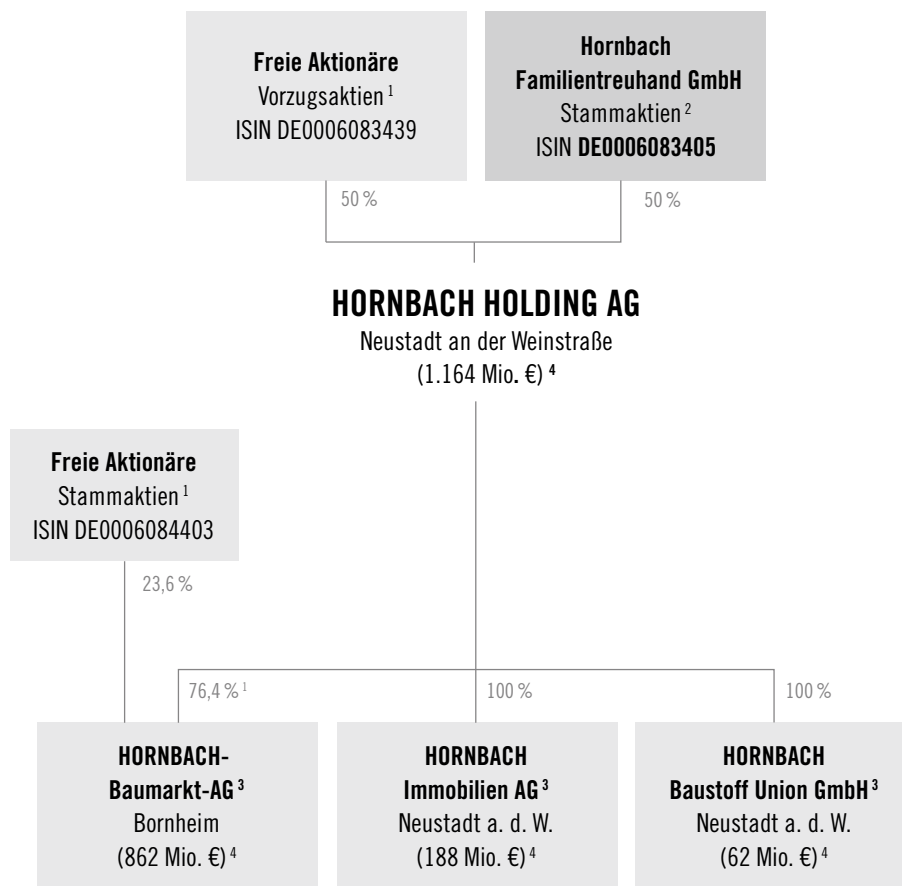 Freie Aktionäre
Vorzugsaktien ¹
ISIN DE0006083439
Hornbach
Familientreuhand GmbH
Stammaktien ²
ISIN DE0006083405
50 %
50 %
HORNBACH HOLDING AG
Neustadt an der Weinstraße
(1.164 Mio. €) ⁴
Freie Aktionäre
Stammaktien ¹
ISIN DE0006084403
23,6 %
76,4 % ¹
100 %
100 %
HORNBACH-
Baumarkt-AG ³
Bornheim
(862 Mio. €) ⁴
HORNBACH
Immobilien AG ³
Neustadt a. d. W.
(188 Mio. €) ⁴
HORNBACH
Baustoff Union GmbH ³
Neustadt a. d. W.
(62 Mio. €) ⁴